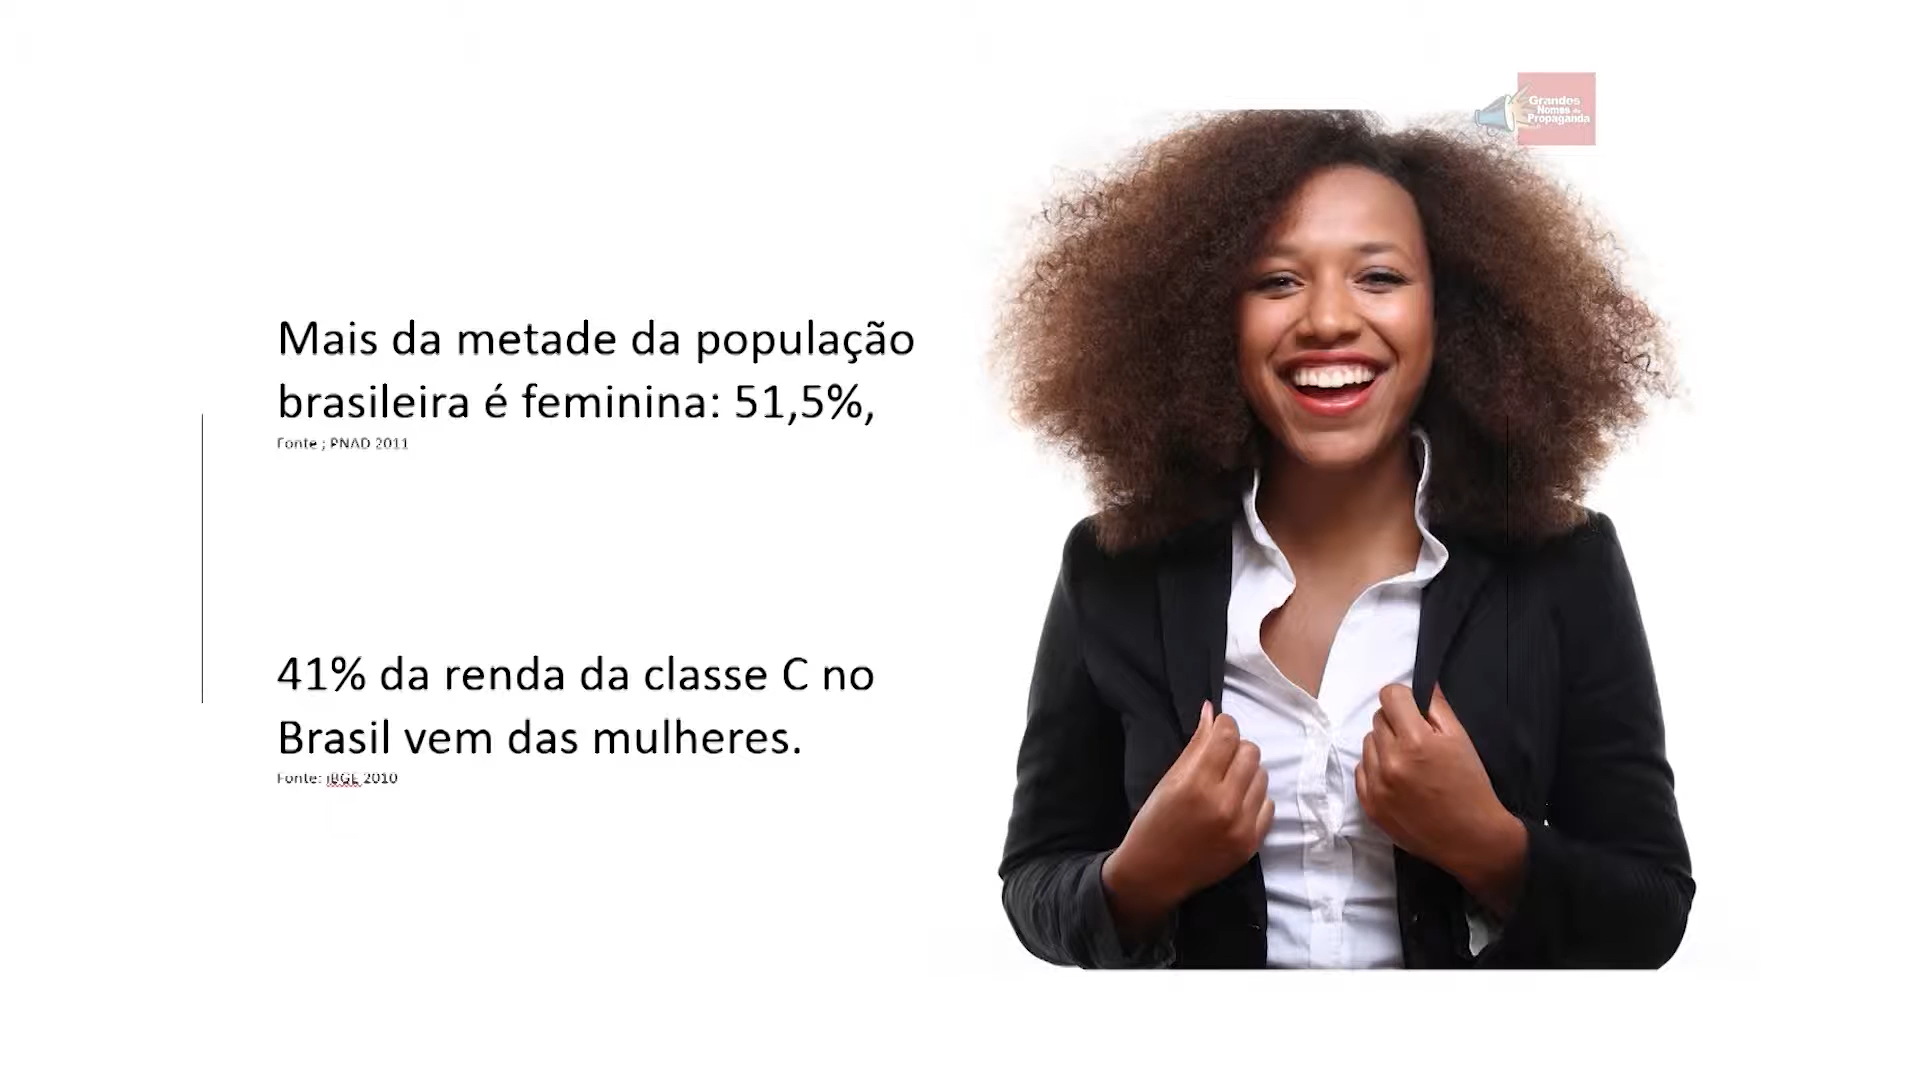 Grandes
Nomes da
Propaganda
Mais da metade da população
brasileira é feminina: 51,5%,
Fonte ; PNAD 2011
41% da renda da classe C no
Brasil vem das mulheres.
Fonte: iBGE 2010